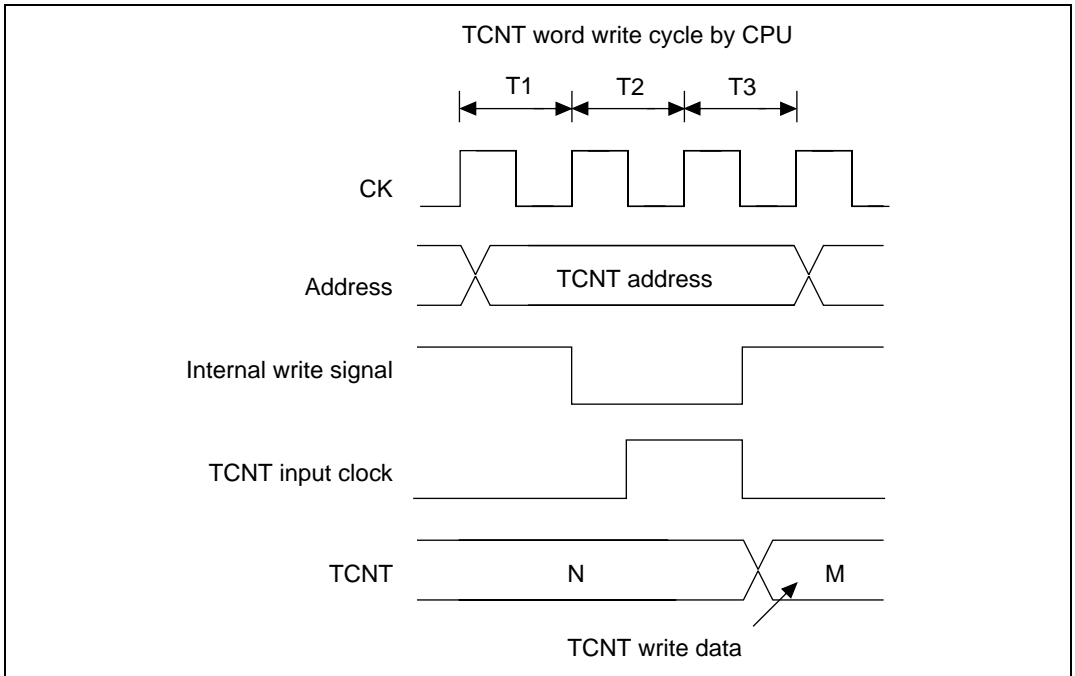 TCNT word write cycle by CPU
T1 T2 T3
CK
Address TCNT address
Internal write signal
TCNT input clock
TCNT N M
TCNT write data